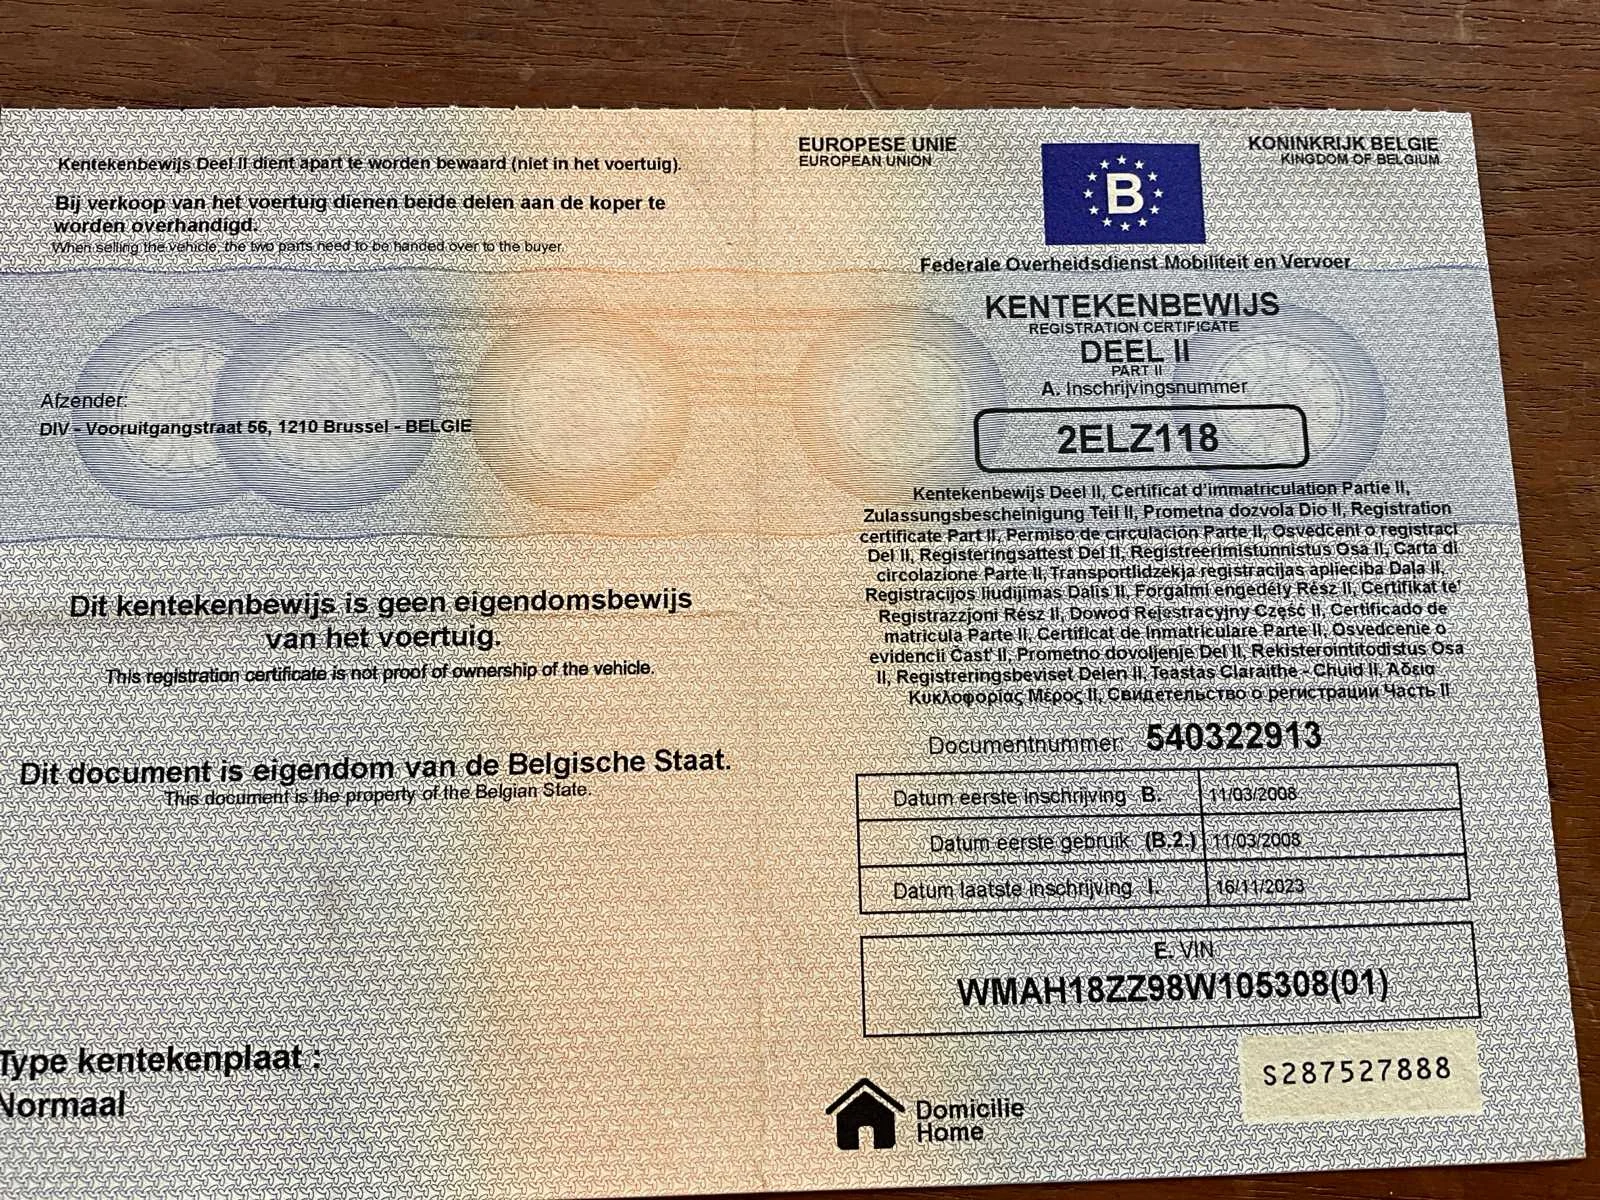 Kentekenbewijs Deel II dient apart te worden bewaard (niet in het voertuig).
Bij verkoop van het voertuig dienen beide delen aan de koper te
worden overhandigd.
When selling the vehicle, the two parts need to be handed over to the buyer.
Afzender:
DIV - Vooruitgangstraat 56, 1210 Brussel - BELGIE
Dit kentekenbewijs is geen eigendomsbewijs
van het voertuig.
This registration certificate is not proof of ownership of the vehicle.
Dit document is eigendom van de Belgische Staat.
This document is the property of the Belgian State.
Type kentekenplaat :
Normaal
EUROPESE UNIE
EUROPEAN UNION
B
KONINKRIJK BELGIE
KINGDOM OF BELGIUM
Federale Overheidsdienst Mobiliteit en Vervoer
KENTEKENBEWIJS
REGISTRATION CERTIFICATE
DEEL II
PART II
A. Inschrijvingsnummer
2ELZ118
Kentekenbewijs Deel II, Certificat d'immatriculation Partie II,
Zulassungsbescheinigung Teil II, Prometna dozvola Dio II, Registration
certificate Part II, Permiso de circulación Parte II, Osvedcení o registraci
Del II, Registeringsattest Del II, Registreerimistunnistus Osa II, Carta di
circolazione Parte II, Transportlidzekja registracijas aplieciba Dala II,
Registracijos liudijimas Dalis II, Forgalmi engedély Rész II, Certifikat te'
Registrazzjoni Rész II, Dowod Rejestracyjny Część II, Certificado de
matricula Parte II, Certificat de Inmatriculare Parte II, Osvedcenie o
evidencii Cast' II, Prometno dovoljenje Del II, Rekisterointitodistus Osa
II, Registreringsbeviset Delen II, Teastas Claraithe - Chuid II, Άδεια
Κυκλοφορίας Μέρος II, Свидетельство о регистрации Часть II
Documentnummer: 540322913
Datum eerste inschrijving B. 11/03/2008
Datum eerste gebruik (B.2.) 11/03/2008
Datum laatste inschrijving I. 16/11/2023
E. VIN
WMAH18ZZ98W105308(01)
S287527888
Domicilie
Home